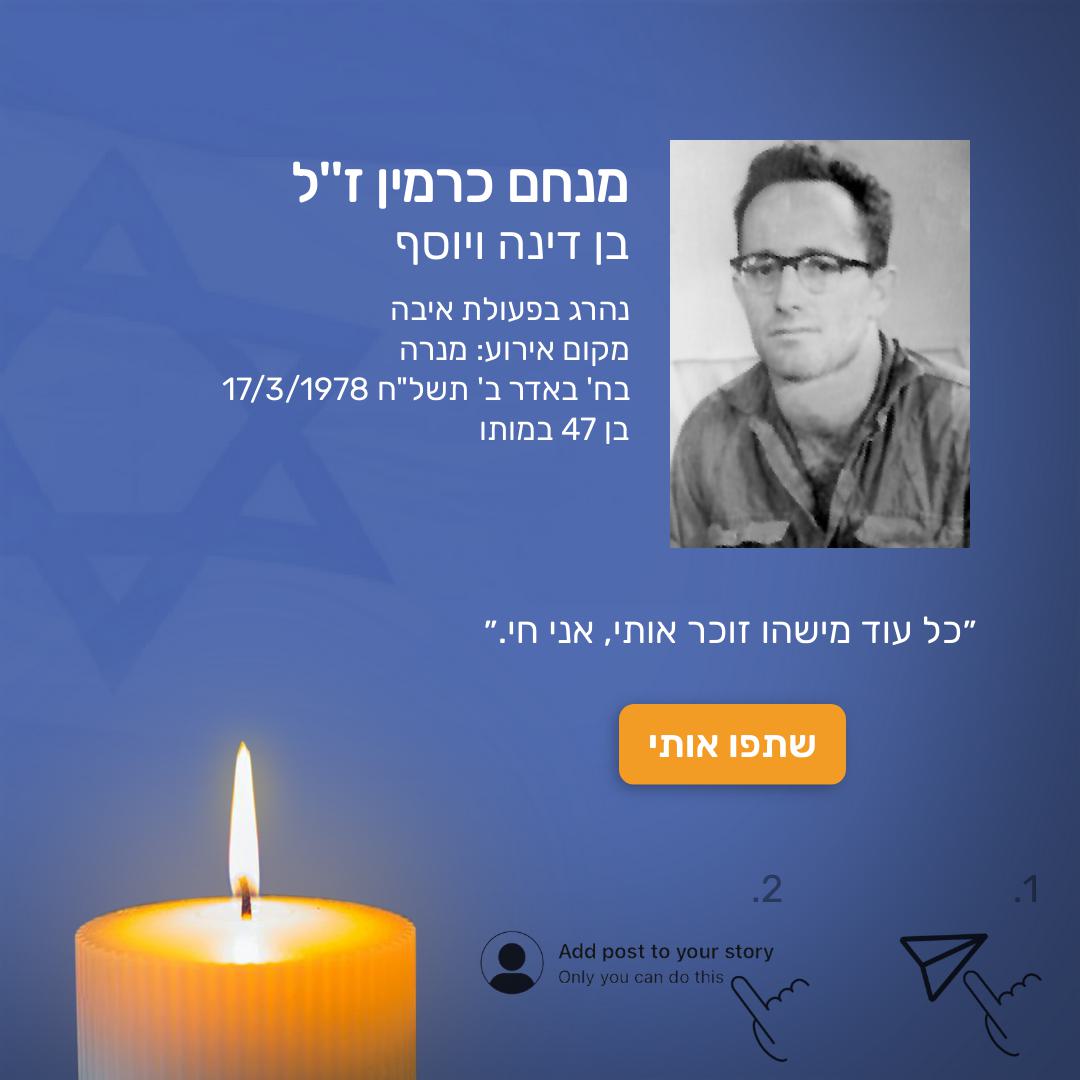 מנחם כרמין ז"ל
בן דינה ויוסף
נהרג בפעולת איבה
מקום אירוע: מנרה
בח' באדר ב' תשל"ח 17/3/1978
בן 47 במותו
״כל עוד מישהו זוכר אותי, אני חי.״
שתפו אותי
1.
2.
Add post to your story
Only you can do this